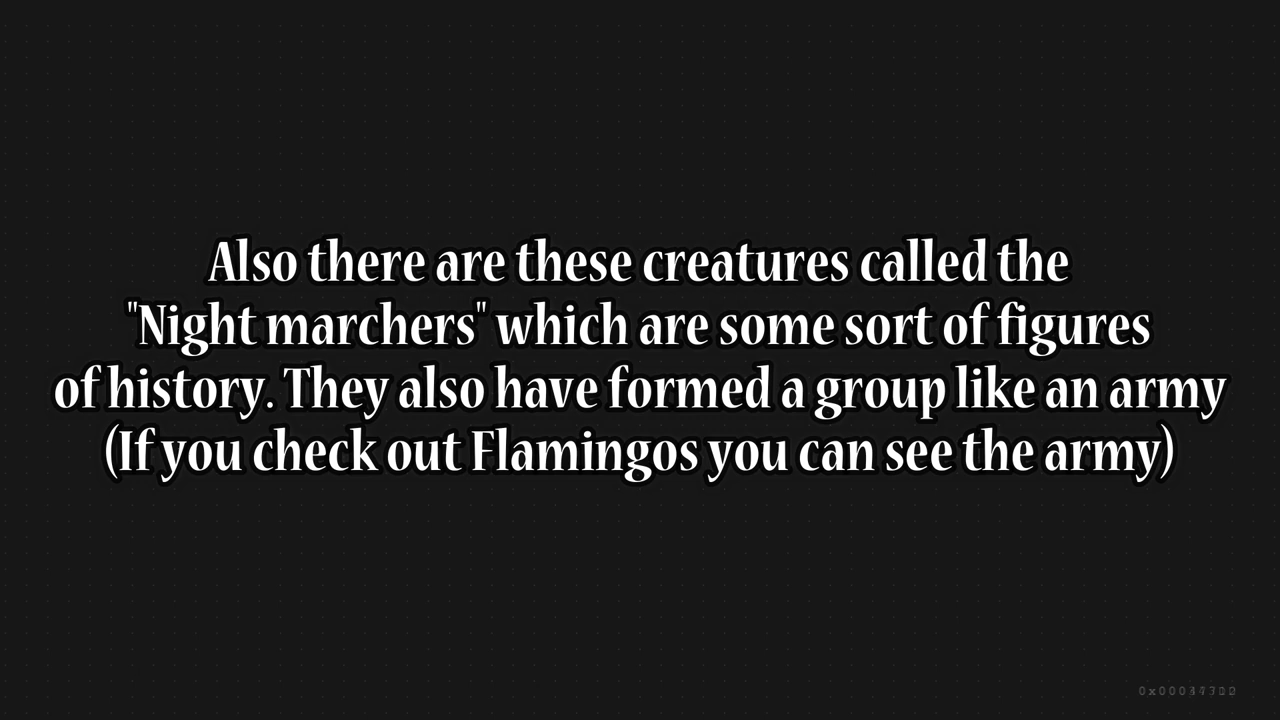 Also there are these creatures called the
"Night marchers" which are some sort of figures
of history. They also have formed a group like an army
(If you check out Flamingos you can see the army)